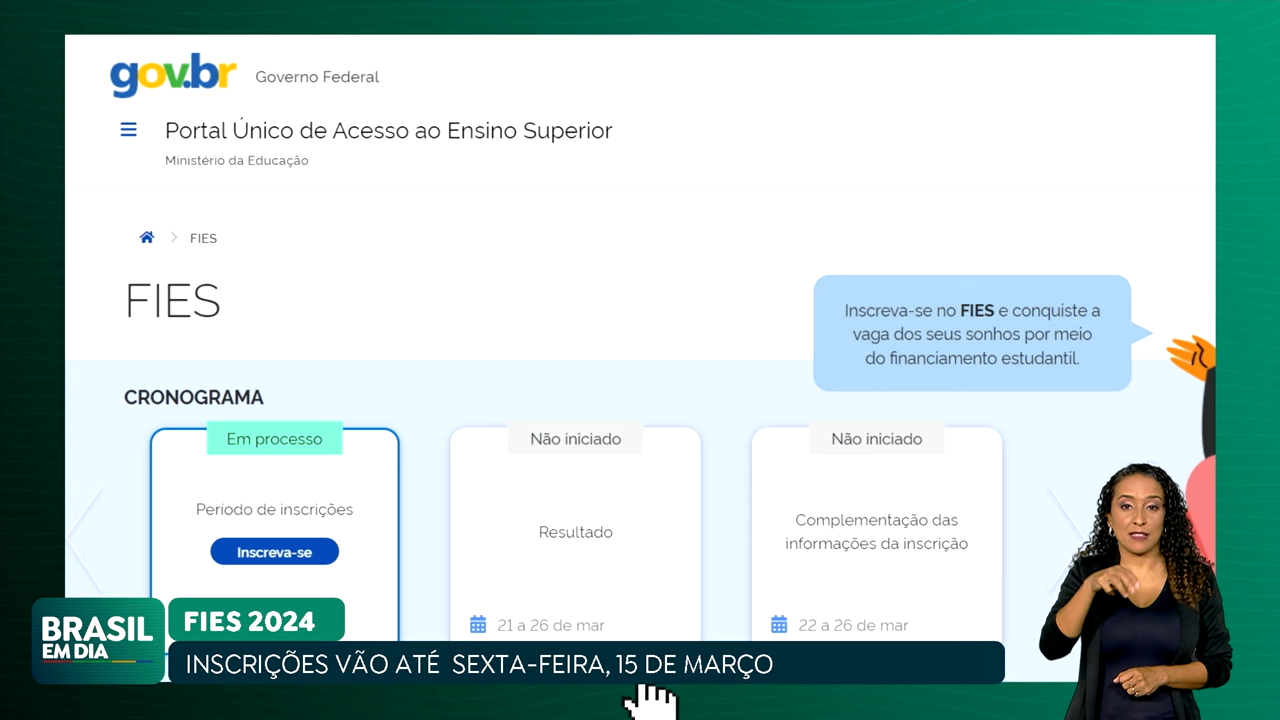 gov.br Governo Federal
Portal Único de Acesso ao Ensino Superior
Ministério da Educação
FIES
FIES
Inscreva-se no FIES e conquiste a
vaga dos seus sonhos por meio
do financiamento estudantil.
CRONOGRAMA
Em processo
Período de inscrições
Inscreva-se
Não iniciado
Resultado
21 a 26 de mar
Não iniciado
Complementação das
informações da inscrição
22 a 26 de mar
BRASIL
EM DIA
FIES 2024
INSCRIÇÕES VÃO ATÉ SEXTA-FEIRA, 15 DE MARÇO